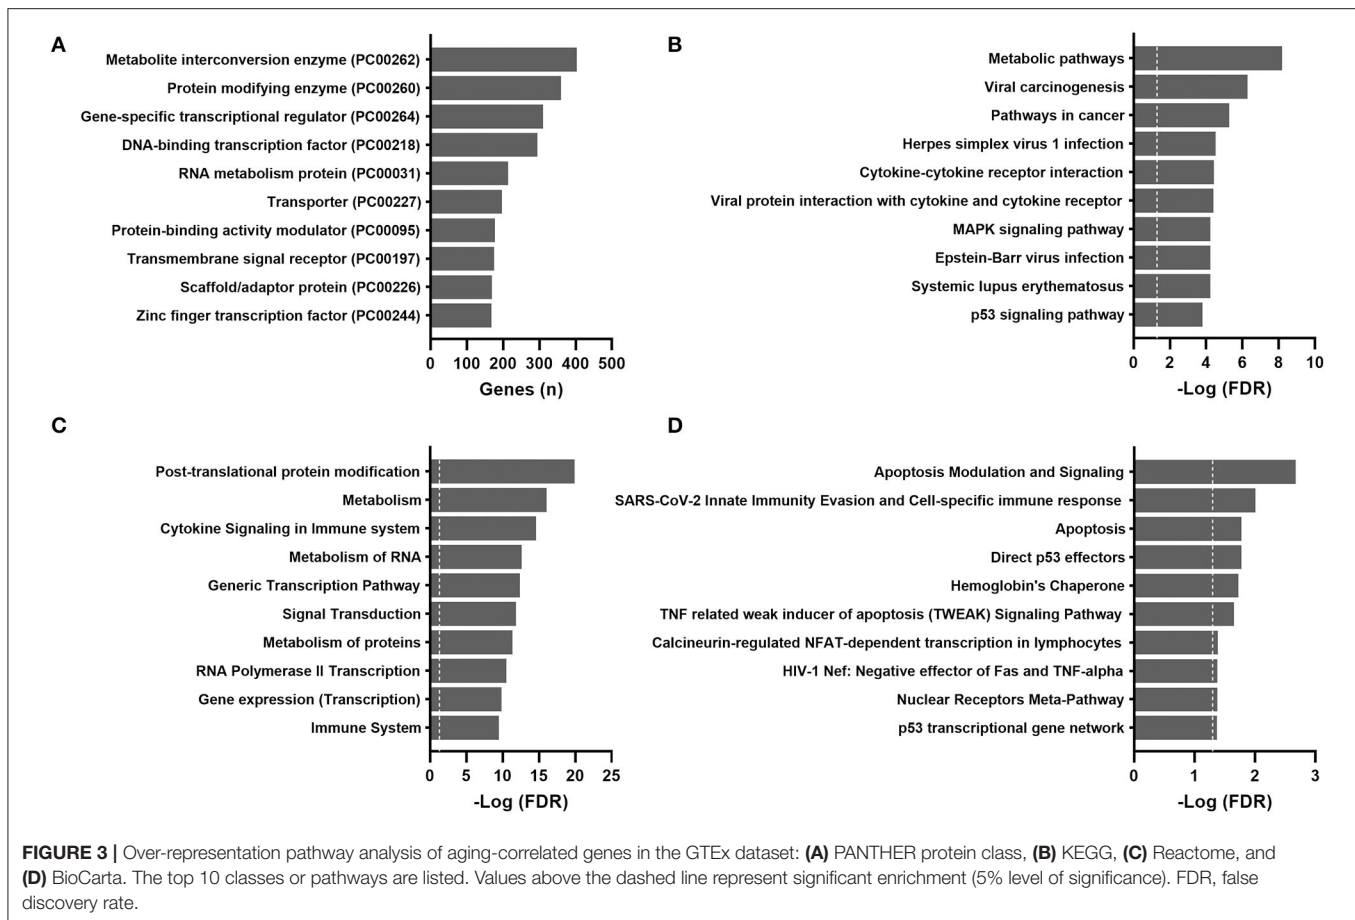 A
Metabolite interconversion enzyme (PC00262)
Protein modifying enzyme (PC00260)
Gene-specific transcriptional regulator (PC00264)
DNA-binding transcription factor (PC00218)
RNA metabolism protein (PC00031)
Transporter (PC00227)
Protein-binding activity modulator (PC00095)
Transmembrane signal receptor (PC00197)
Scaffold/adaptor protein (PC00226)
Zinc finger transcription factor (PC00244)
0 100 200 300 400 500
Genes (n)
B
Metabolic pathways
Viral carcinogenesis
Pathways in cancer
Herpes simplex virus 1 infection
Cytokine-cytokine receptor interaction
Viral protein interaction with cytokine and cytokine receptor
MAPK signaling pathway
Epstein-Barr virus infection
Systemic lupus erythematosus
p53 signaling pathway
0 2 4 6 8 10
-Log (FDR)
C
Post-translational protein modification
Metabolism
Cytokine Signaling in Immune system
Metabolism of RNA
Generic Transcription Pathway
Signal Transduction
Metabolism of proteins
RNA Polymerase II Transcription
Gene expression (Transcription)
Immune System
0 5 10 15 20 25
-Log (FDR)
D
Apoptosis Modulation and Signaling
SARS-CoV-2 Innate Immunity Evasion and Cell-specific immune response
Apoptosis
Direct p53 effectors
Hemoglobin's Chaperone
TNF related weak inducer of apoptosis (TWEAK) Signaling Pathway
Calcineurin-regulated NFAT-dependent transcription in lymphocytes
HIV-1 Nef: Negative effector of Fas and TNF-alpha
Nuclear Receptors Meta-Pathway
p53 transcriptional gene network
0 1 2 3
-Log (FDR)
FIGURE 3 | Over-representation pathway analysis of aging-correlated genes in the GTEx dataset: (A) PANTHER protein class, (B) KEGG, (C) Reactome, and
(D) BioCarta. The top 10 classes or pathways are listed. Values above the dashed line represent significant enrichment (5% level of significance). FDR, false
discovery rate.